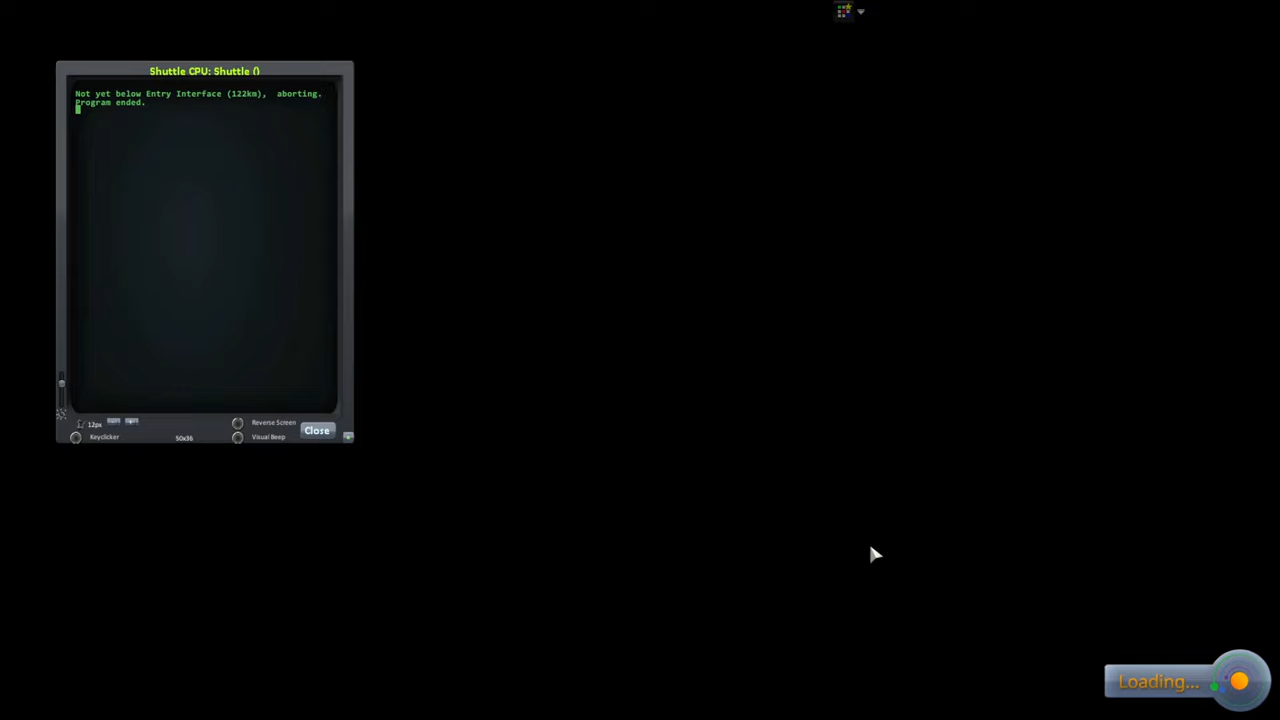 Shuttle CPU: Shuttle ()
Not yet below Entry Interface (122km),  aborting.
Program ended.
12px
Reverse Screen
Close
Keyclicker
50x36
Visual Beep
Loading...